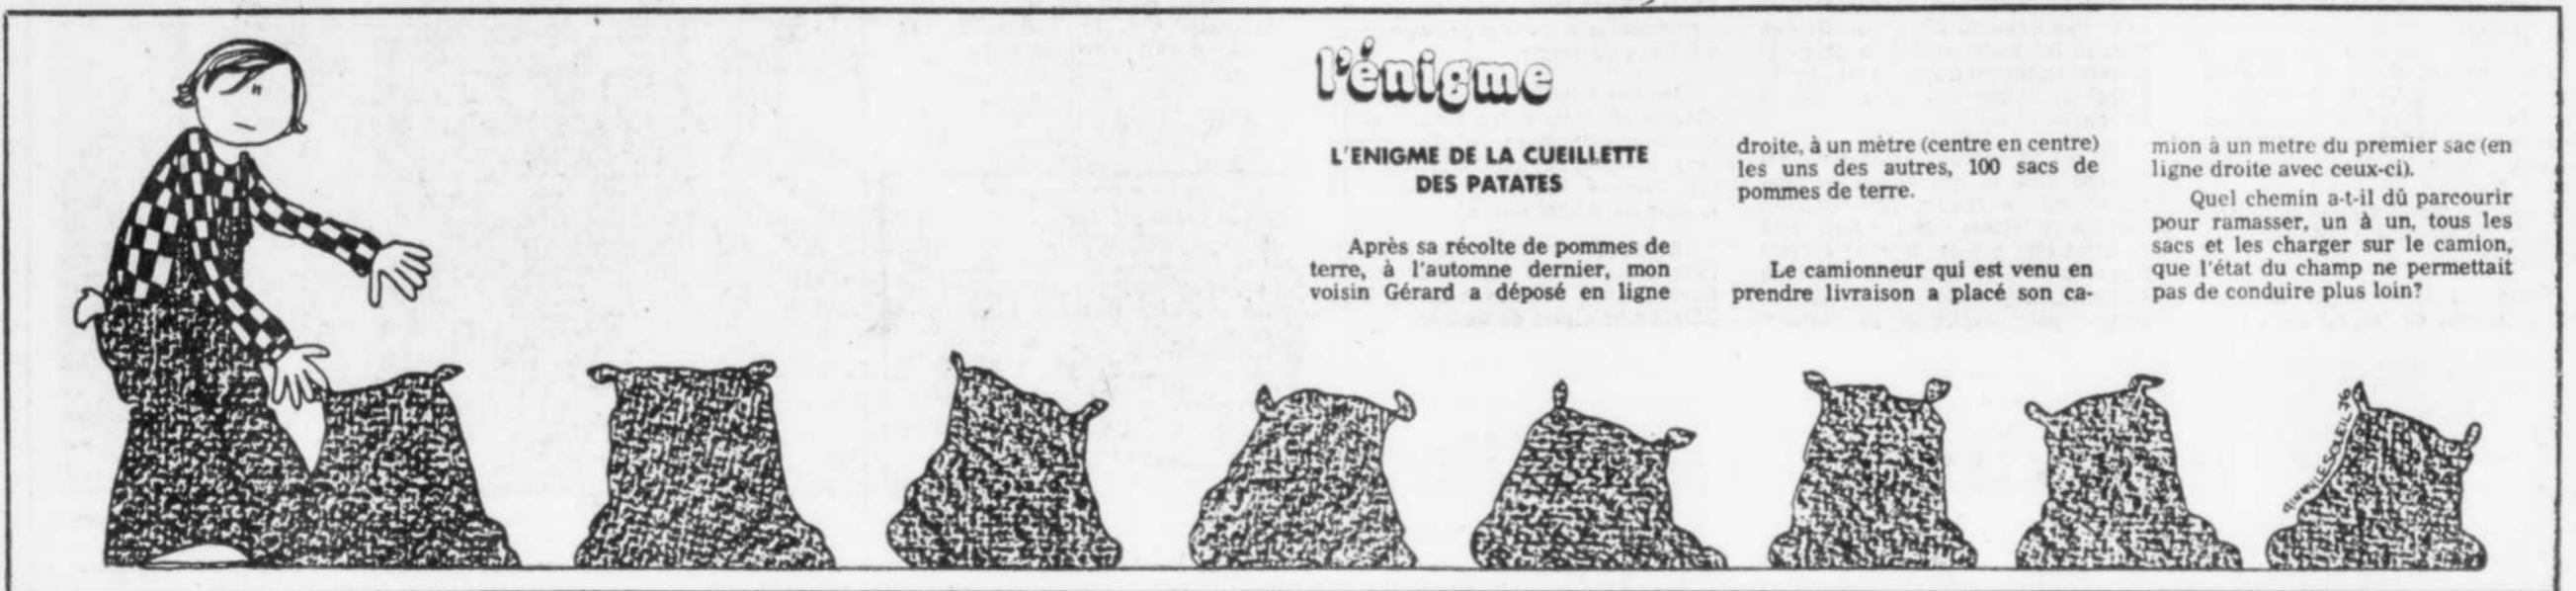 l'énigme
L'ENIGME DE LA CUEILLETTE
DES PATATES
Après sa récolte de pommes de
terre, à l'automne dernier, mon
voisin Gérard a déposé en ligne
droite, à un mètre (centre en centre)
les uns des autres, 100 sacs de
pommes de terre.
Le camionneur qui est venu en
prendre livraison a placé son ca-
mion à un metre du premier sac (en
ligne droite avec ceux-ci).
Quel chemin a-t-il dû parcourir
pour ramasser, un à un, tous les
sacs et les charger sur le camion,
que l'état du champ ne permettait
pas de conduire plus loin?
LE SOLEIL 76